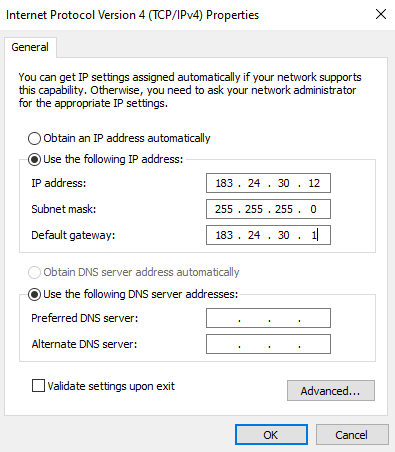 Internet Protocol Version 4 (TCP/IPv4) Properties
General
You can get IP settings assigned automatically if your network supports
this capability. Otherwise, you need to ask your network administrator
for the appropriate IP settings.
Obtain an IP address automatically
Use the following IP address:
IP address: 183 . 24 . 30 . 12
Subnet mask: 255 . 255 . 255 . 0
Default gateway: 183 . 24 . 30 . 1
Obtain DNS server address automatically
Use the following DNS server addresses:
Preferred DNS server: . . .
Alternate DNS server: . . .
Validate settings upon exit
Advanced...
OK Cancel